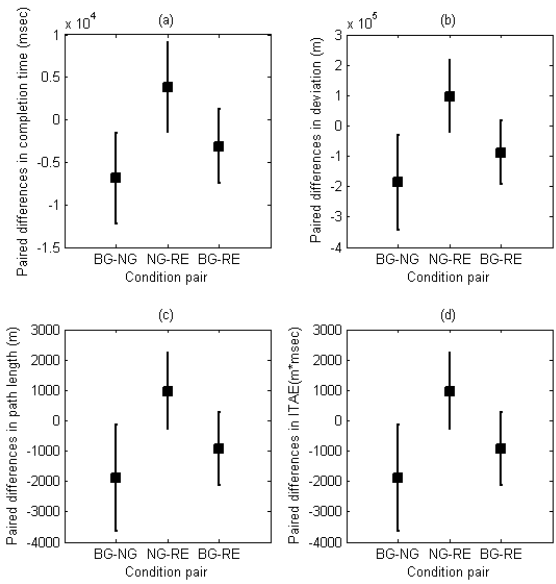 (a)
x 10^4
1
0.5
0
-0.5
-1
-1.5
Paired differences in completion time (msec)
BG-NG NG-RE BG-RE
Condition pair
(b)
x 10^5
3
2
1
0
-1
-2
-3
-4
Paired differences in deviation (m)
BG-NG NG-RE BG-RE
Condition pair
(c)
3000
2000
1000
0
-1000
-2000
-3000
-4000
Paired differences in path length (m)
BG-NG NG-RE BG-RE
Condition pair
(d)
3000
2000
1000
0
-1000
-2000
-3000
-4000
Paired differences in ITAE(m*msec)
BG-NG NG-RE BG-RE
Condition pair